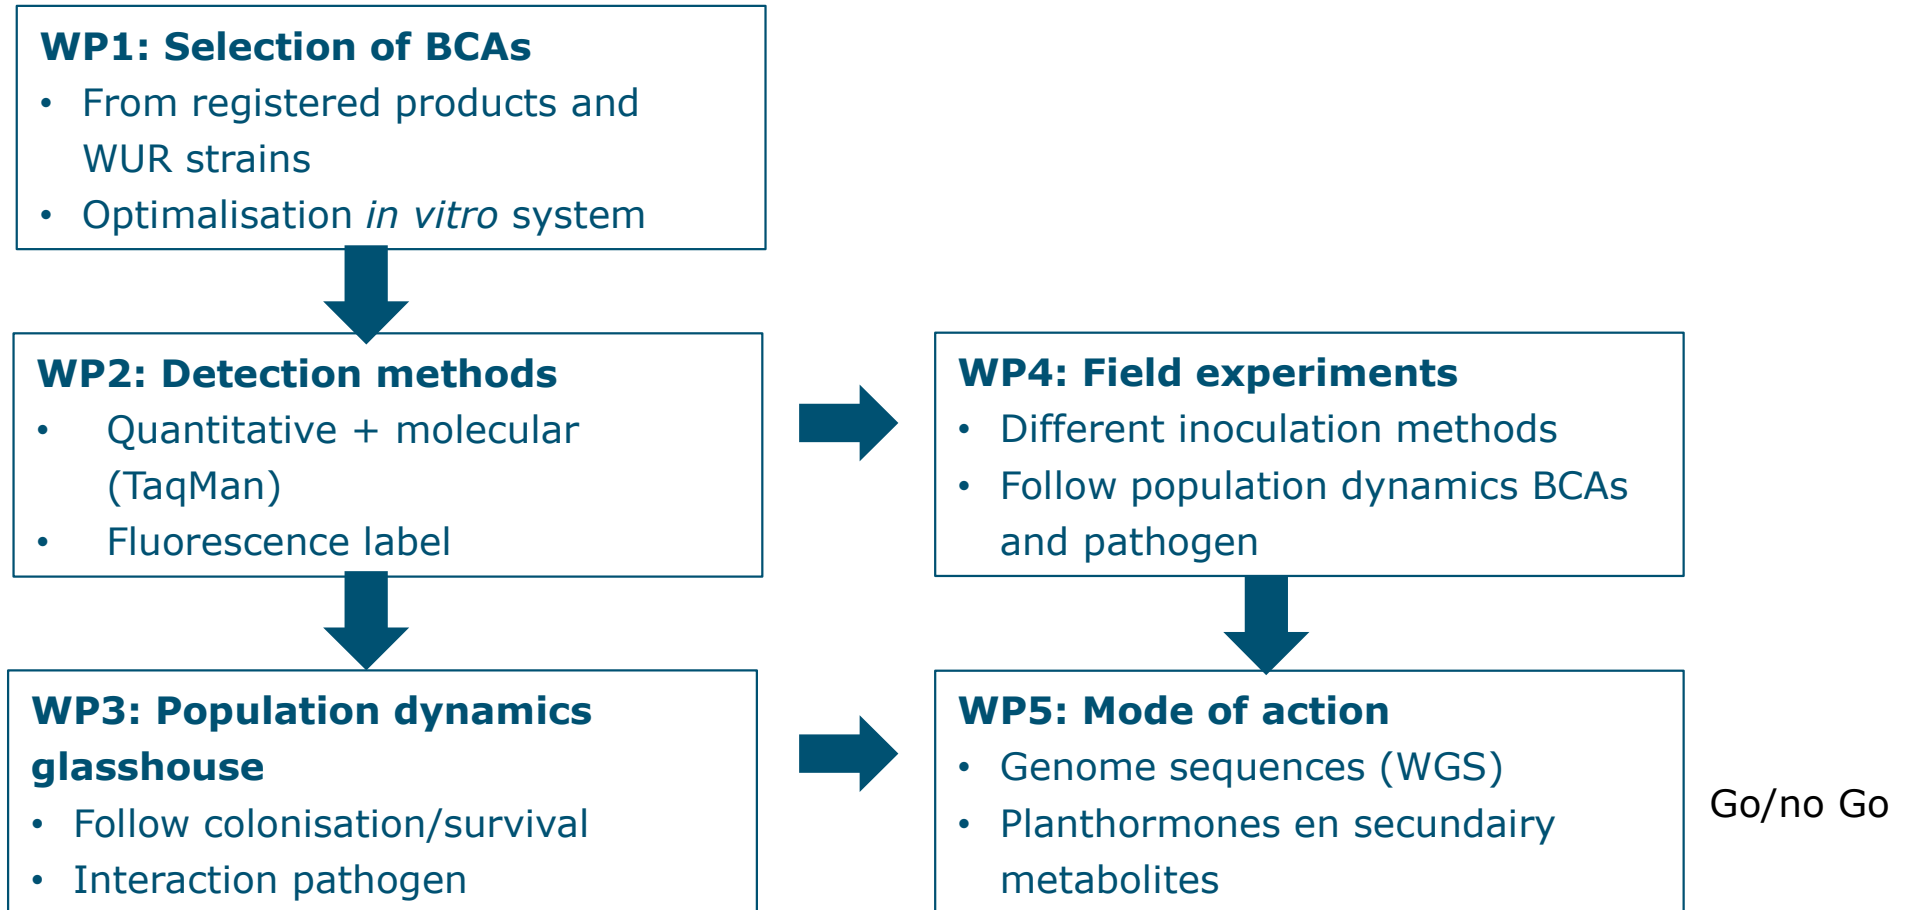 WP1: Selection of BCAs
• From registered products and
WUR strains
• Optimalisation in vitro system
WP2: Detection methods
• Quantitative + molecular
(TaqMan)
• Fluorescence label
WP3: Population dynamics
glasshouse
• Follow colonisation/survival
• Interaction pathogen
WP4: Field experiments
• Different inoculation methods
• Follow population dynamics BCAs
and pathogen
WP5: Mode of action
• Genome sequences (WGS)
• Planthormones en secundairy
metabolites
Go/no Go